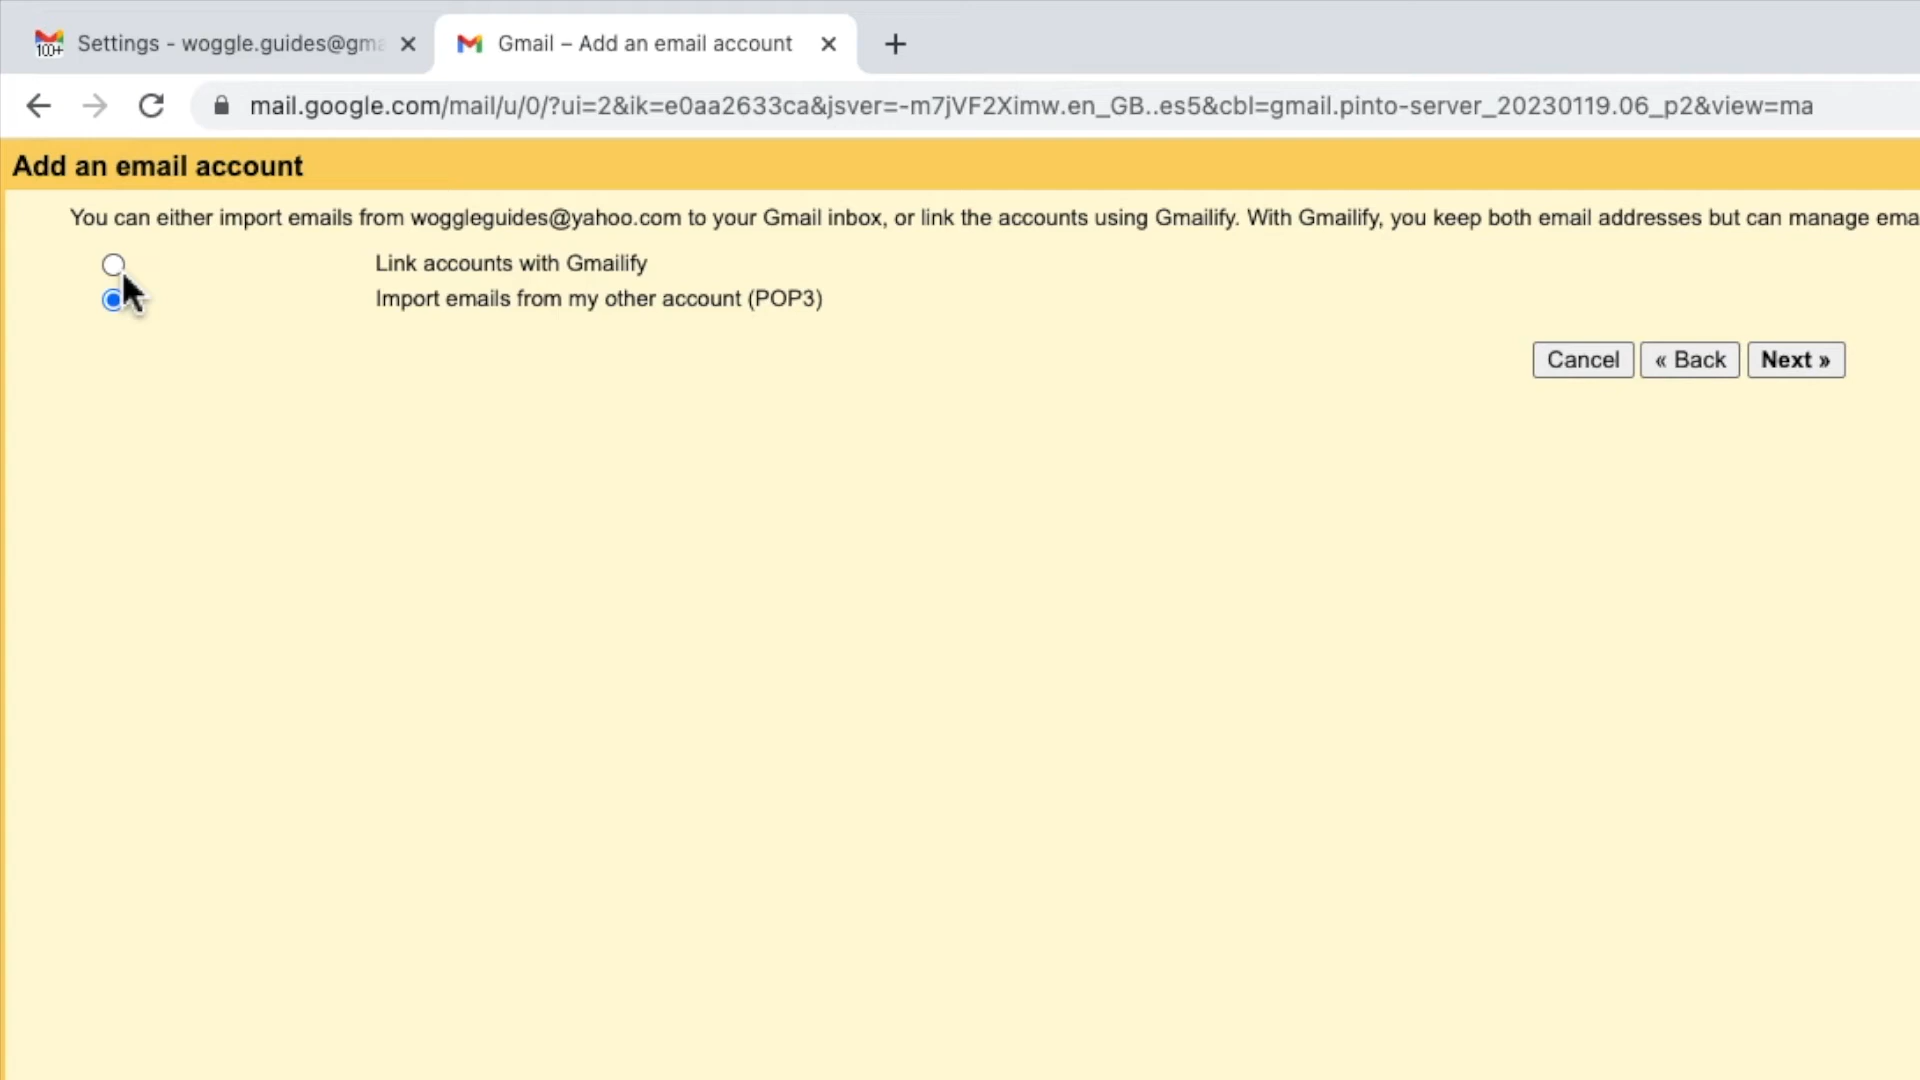 100+
Settings - woggle.guides@gma
Gmail – Add an email account
mail.google.com/mail/u/0/?ui=2&ik=e0aa2633ca&jsver=-m7jVF2Ximw.en_GB..es5&cbl=gmail.pinto-server_20230119.06_p2&view=ma
Add an email account
You can either import emails from woggleguides@yahoo.com to your Gmail inbox, or link the accounts using Gmailify. With Gmailify, you keep both email addresses but can manage ema
Link accounts with Gmailify
Import emails from my other account (POP3)
Cancel « Back Next »